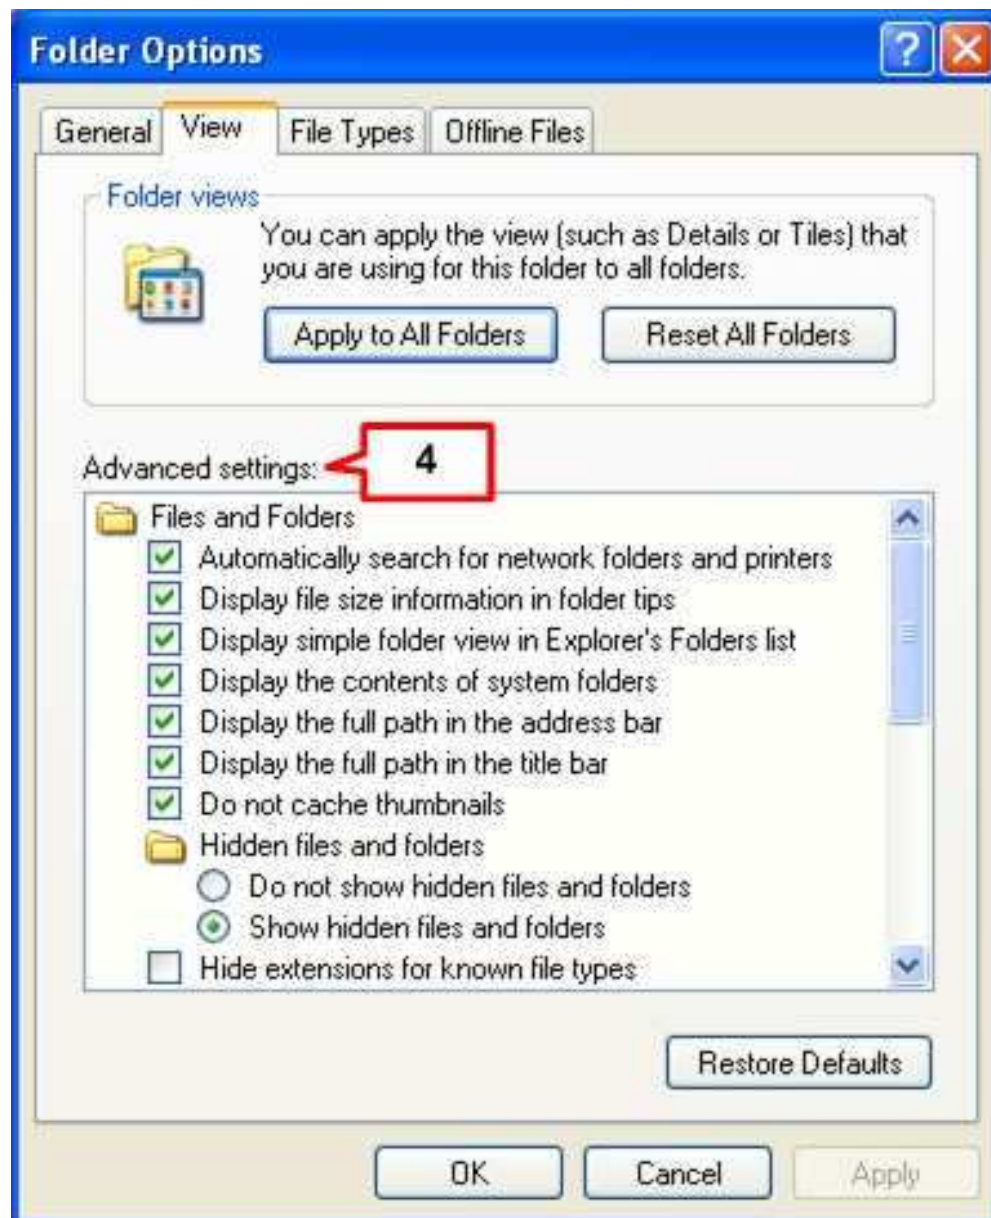 Folder Options
General View File Types Offline Files
Folder views
You can apply the view (such as Details or Tiles) that
you are using for this folder to all folders.
Apply to All Folders Reset All Folders
4
Advanced settings:
Files and Folders
Automatically search for network folders and printers
Display file size information in folder tips
Display simple folder view in Explorer's Folders list
Display the contents of system folders
Display the full path in the address bar
Display the full path in the title bar
Do not cache thumbnails
Hidden files and folders
Do not show hidden files and folders
Show hidden files and folders
Hide extensions for known file types
Restore Defaults
OK Cancel Apply